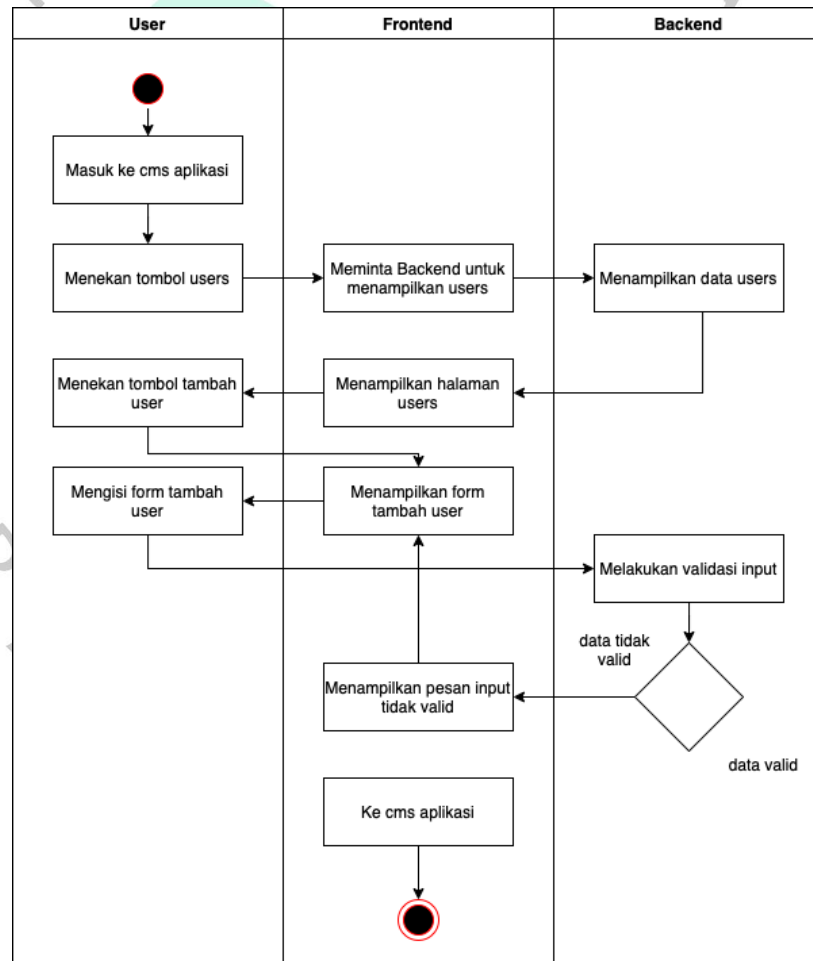 User
Frontend
Backend
Masuk ke cms aplikasi
Menekan tombol users
Meminta Backend untuk
menampilkan users
Menampilkan data users
Menekan tombol tambah
user
Menampilkan halaman
users
Mengisi form tambah
user
Menampilkan form
tambah user
Melakukan validasi input
data tidak
valid
Menampilkan pesan input
tidak valid
data valid
Ke cms aplikasi